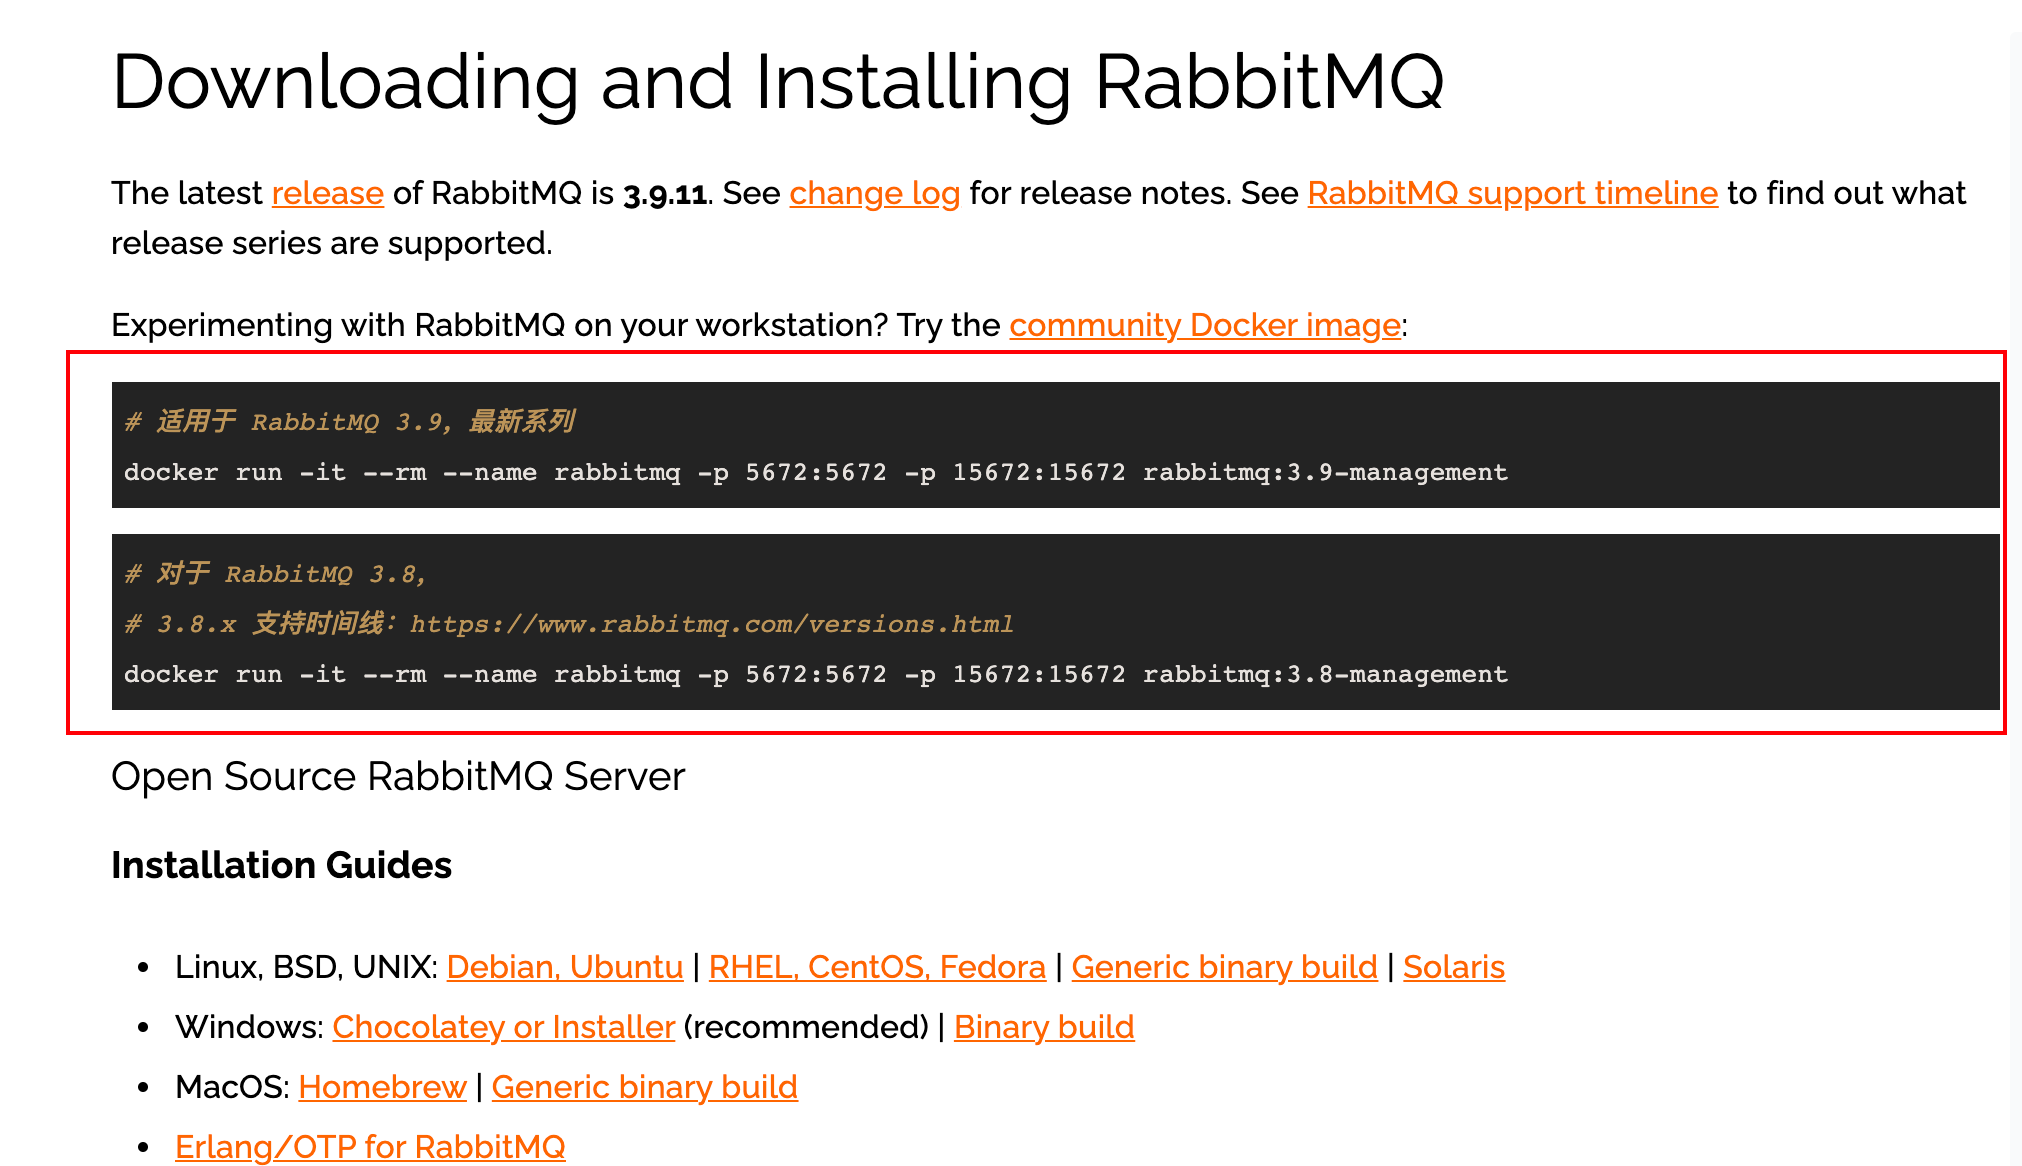 Downloading and Installing RabbitMQ
The latest release of RabbitMQ is 3.9.11. See change log for release notes. See RabbitMQ support timeline to find out what
release series are supported.
Experimenting with RabbitMQ on your workstation? Try the community Docker image:
# 适用于 RabbitMQ 3.9，最新系列
docker run -it --rm --name rabbitmq -p 5672:5672 -p 15672:15672 rabbitmq:3.9-management
# 对于 RabbitMQ 3.8，
# 3.8.x 支持时间线：https://www.rabbitmq.com/versions.html
docker run -it --rm --name rabbitmq -p 5672:5672 -p 15672:15672 rabbitmq:3.8-management
Open Source RabbitMQ Server
Installation Guides
• Linux, BSD, UNIX: Debian, Ubuntu | RHEL, CentOS, Fedora | Generic binary build | Solaris
• Windows: Chocolatey or Installer (recommended) | Binary build
• MacOS: Homebrew | Generic binary build
• Erlang/OTP for RabbitMQ